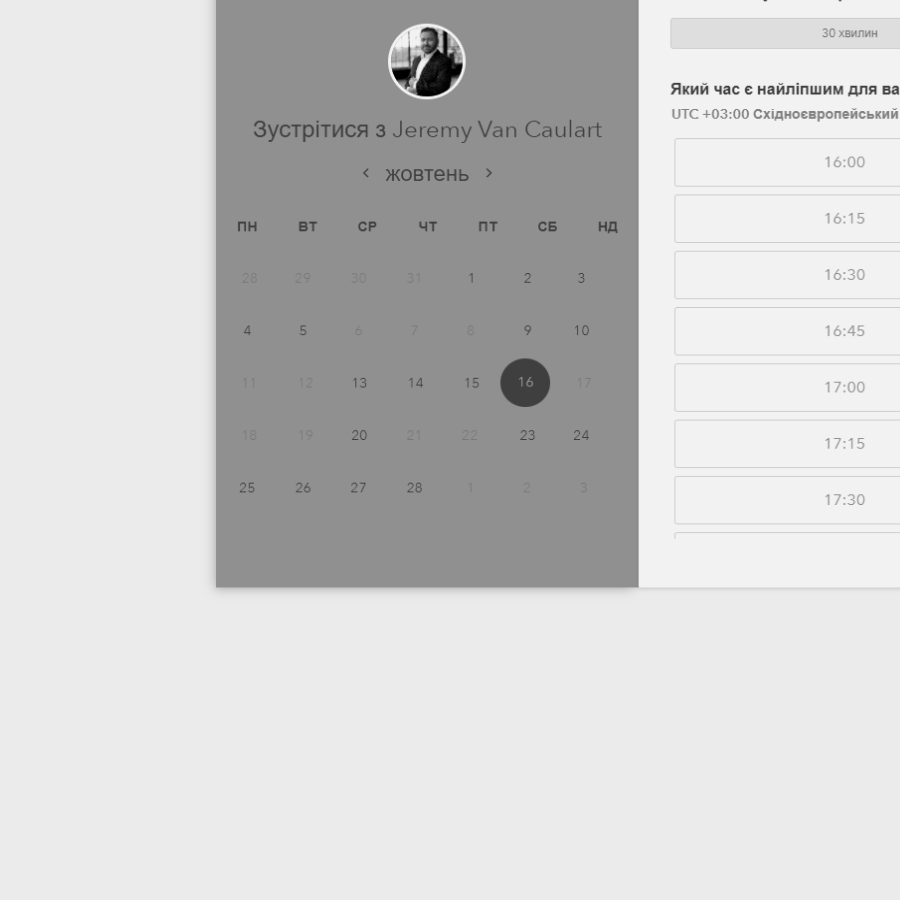 Зустрітися з Jeremy Van Caulart
‹ жовтень ›
ПН ВТ СР ЧТ ПТ СБ НД
28 29 30 31 1 2 3
4 5 6 7 8 9 10
11 12 13 14 15 16 17
18 19 20 21 22 23 24
25 26 27 28 1 2 3
30 хвилин
Який час є найліпшим для ва
UTC +03:00 Східноєвропейський
16:00
16:15
16:30
16:45
17:00
17:15
17:30